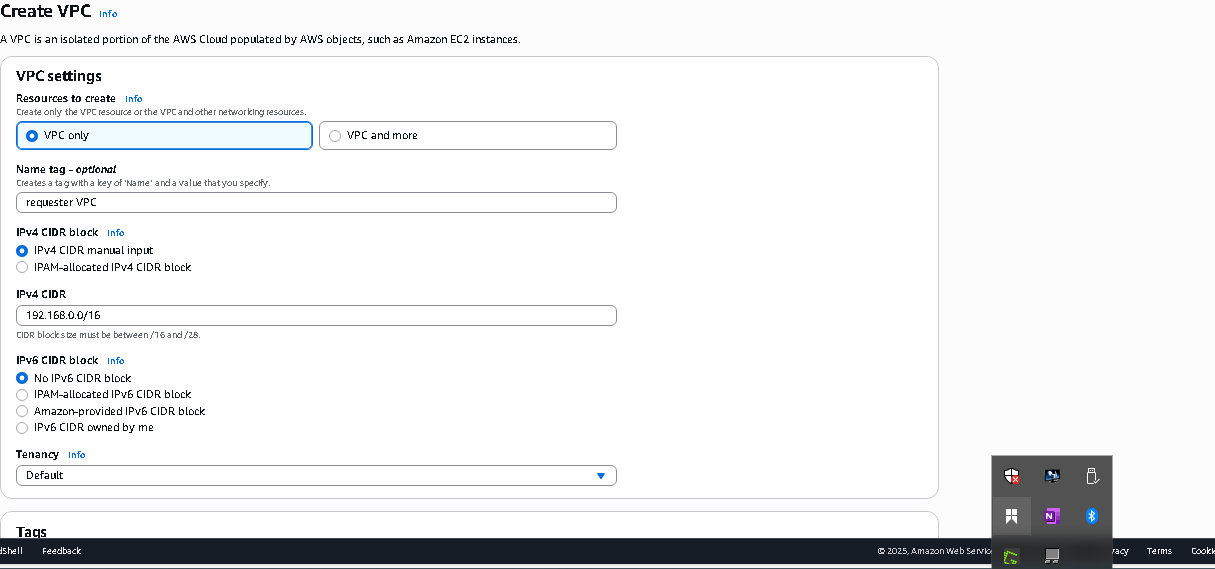 Create VPC Info
A VPC is an isolated portion of the AWS Cloud populated by AWS objects, such as Amazon EC2 instances.
VPC settings
Resources to create Info
Create only the VPC resource or the VPC and other networking resources.
VPC only
VPC and more
Name tag - optional
Creates a tag with a key of 'Name' and a value that you specify.
requester VPC
IPv4 CIDR block Info
IPv4 CIDR manual input
IPAM-allocated IPv4 CIDR block
IPv4 CIDR
192.168.0.0/16
CIDR block size must be between /16 and /28.
IPv6 CIDR block Info
No IPv6 CIDR block
IPAM-allocated IPv6 CIDR block
Amazon-provided IPv6 CIDR block
IPv6 CIDR owned by me
Tenancy Info
Default
Tags
dShell Feedback © 2025, Amazon Web Servic vacy Terms Cookie
N